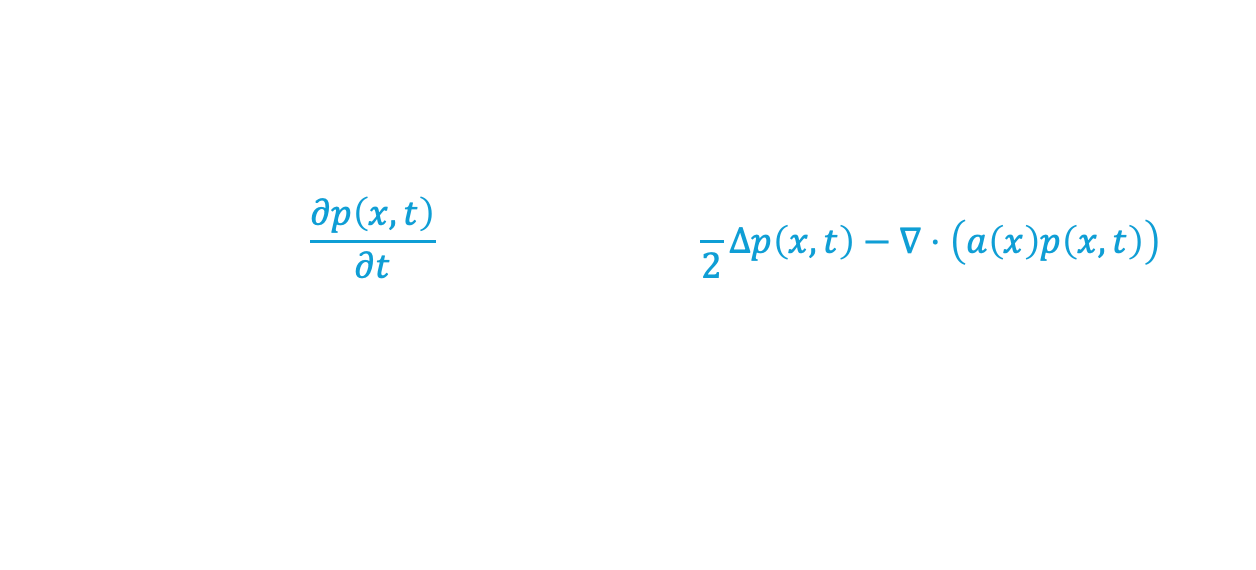 ∂p(x, t)
∂t
/2 Δp(x, t) − ∇ · (a(x)p(x, t))